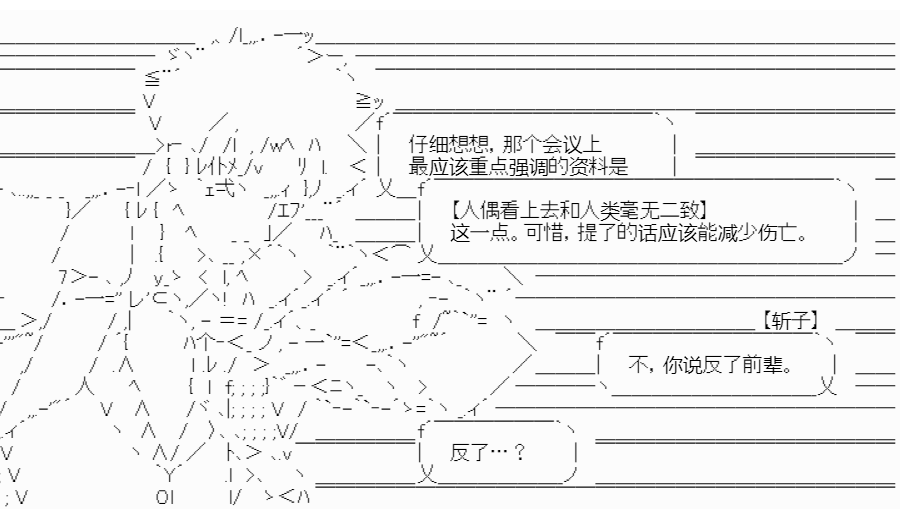 仔细想想，那个会议上
最应该重点强调的资料是
【人偶看上去和人类毫无二致】
这一点。可惜，提了的话应该能减少伤亡。
【斩子】
不，你说反了前辈。
反了…？